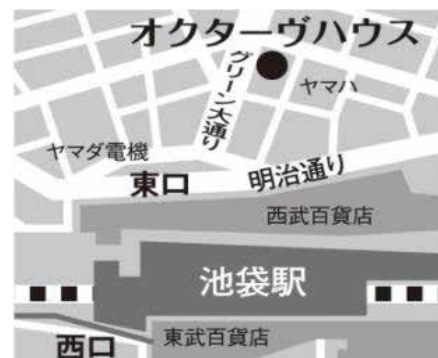 オクターヴハウス
グリーン大通り
ヤマハ
ヤマダ電機
東口
明治通り
西武百貨店
池袋駅
東武百貨店
西口